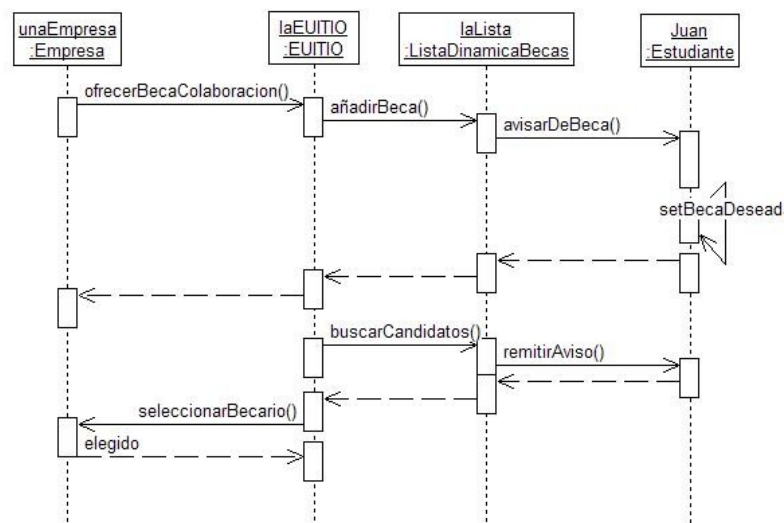 unaEmpresa
:Empresa
laEUITIO
:EUITIO
laLista
:ListaDinamicaBecas
Juan
:Estudiante
ofrecerBecaColaboracion()
añadirBeca()
avisarDeBeca()
setBecaDesead
buscarCandidatos()
remitirAviso()
seleccionarBecario()
elegido